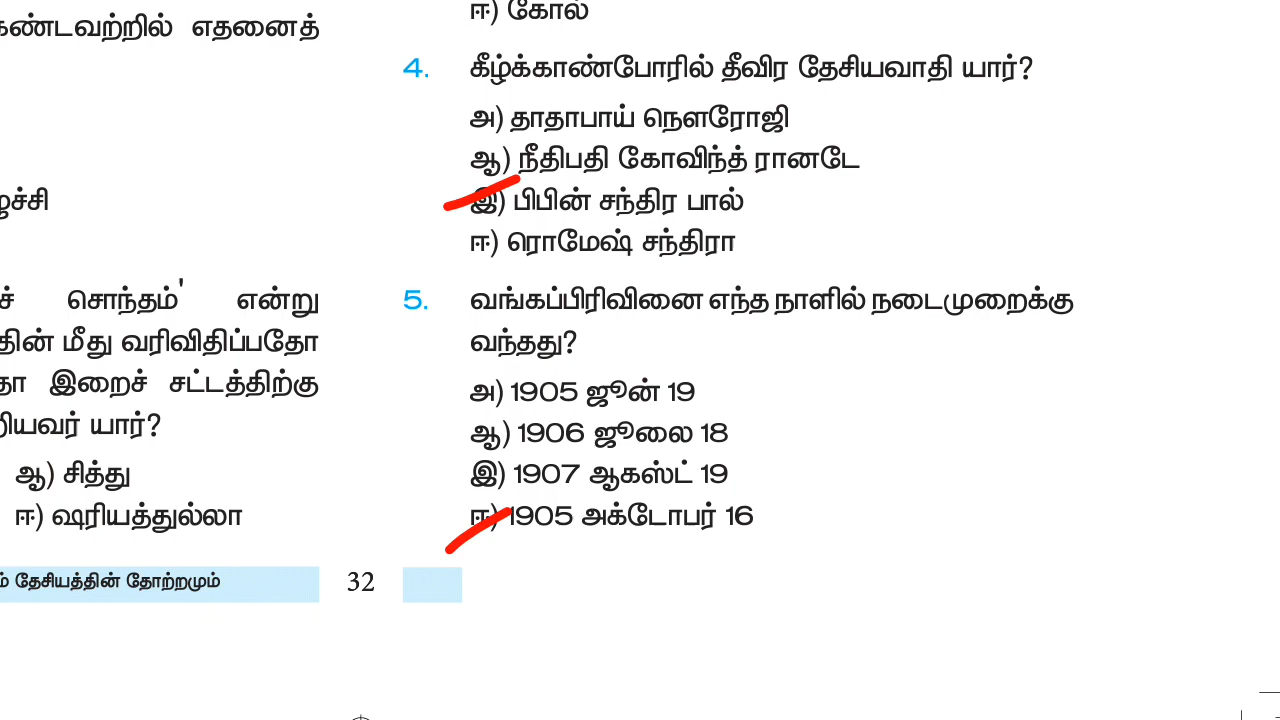 கண்டவற்றில் எதனைத்
ழுச்சி
ச் சொந்தம்' என்று
தின் மீது வரிவிதிப்பதோ
தா இறைச் சட்டத்திற்கு
றியவர் யார்?
ஆ) சித்து
ஈ) ஷரியத்துல்லா
ம் தேசியத்தின் தோற்றமும்
32
ஈ) கோல்
4. கீழ்க்காண்போரில் தீவிர தேசியவாதி யார்?
அ) தாதாபாய் நௌரோஜி
ஆ) நீதிபதி கோவிந்த் ரானடே
இ) பிபின் சந்திர பால்
ஈ) ரொமேஷ் சந்திரா
5. வங்கப்பிரிவினை எந்த நாளில் நடைமுறைக்கு
வந்தது?
அ) 1905 ஜூன் 19
ஆ) 1906 ஜூலை 18
இ) 1907 ஆகஸ்ட் 19
ஈ) 1905 அக்டோபர் 16